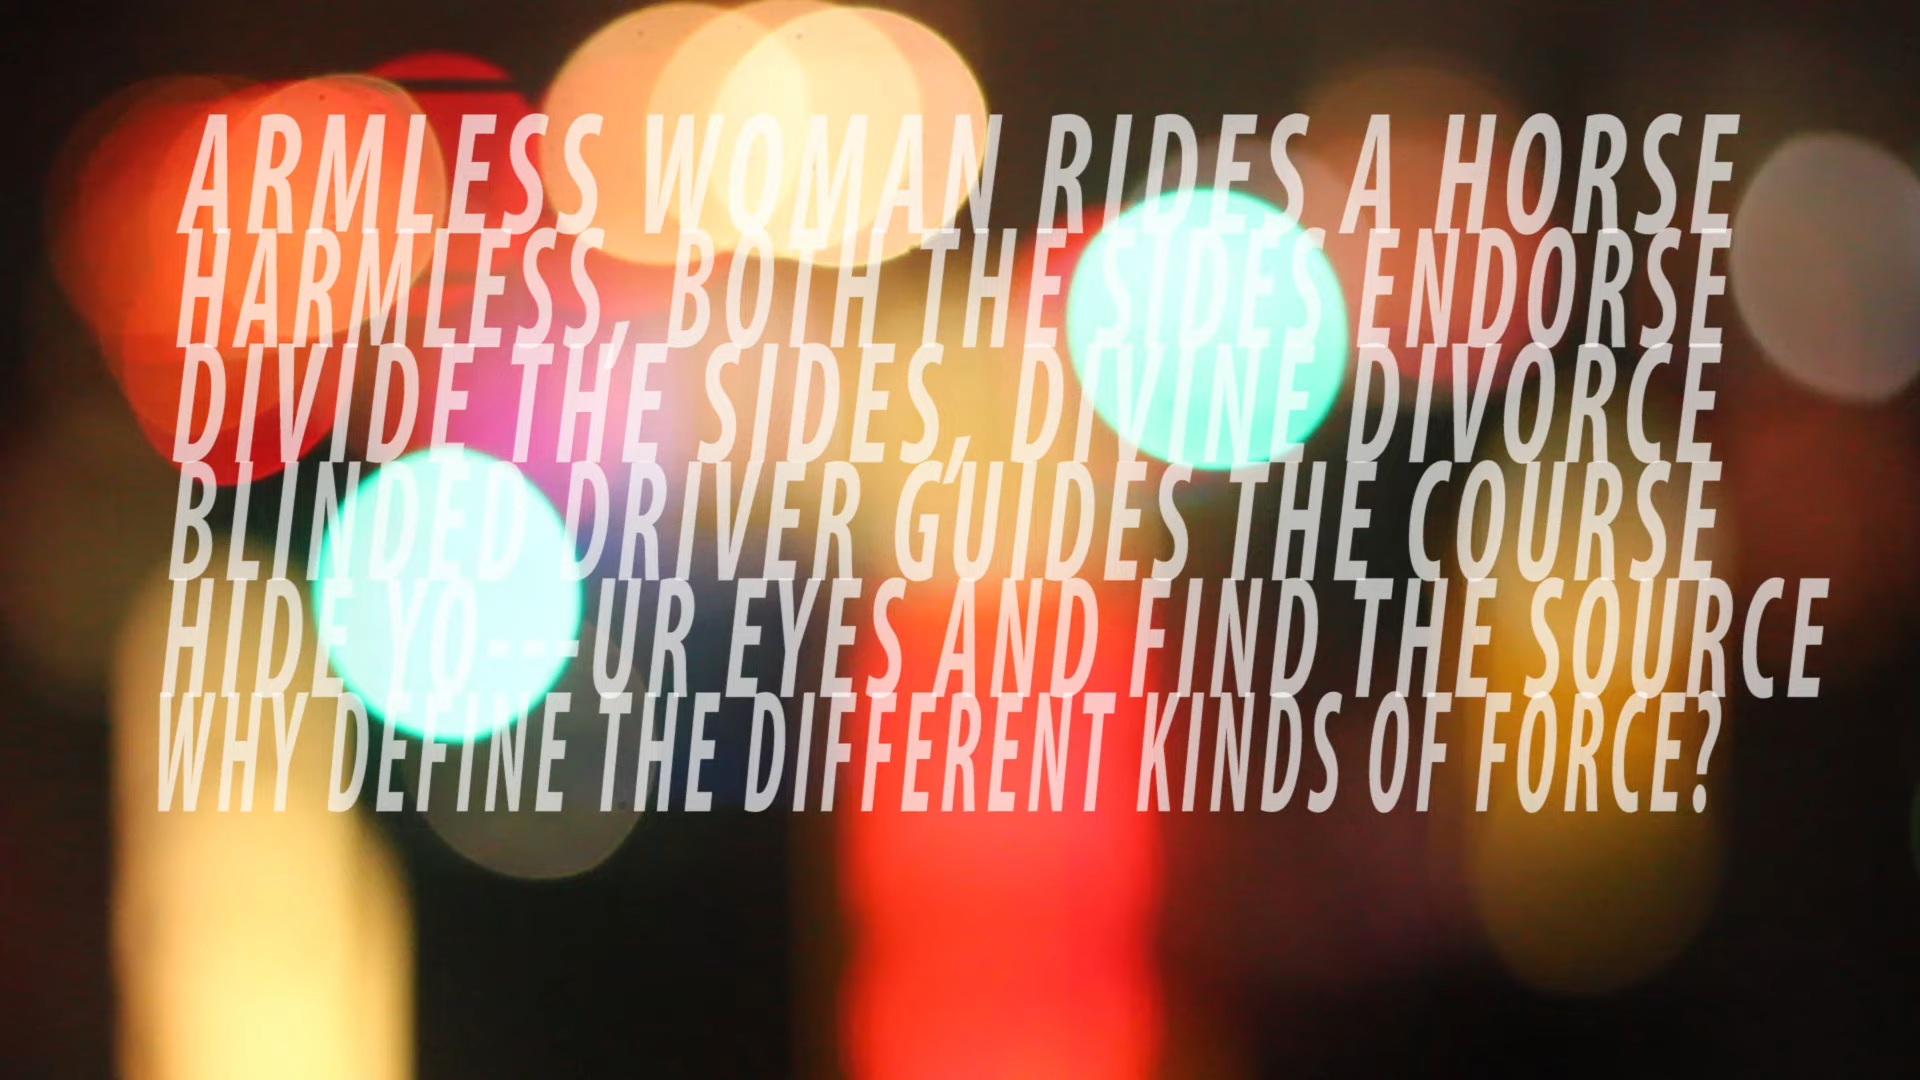 ARMLESS WOMAN RIDES A HORSE
HARMLESS, BOTH THE SIDES ENDORSE
DIVIDE THE SIDES, DIVINE DIVORCE
BLINDED DRIVER GUIDES THE COURSE
HIDE YO---UR EYES AND FIND THE SOURCE
WHY DEFINE THE DIFFERENT KINDS OF FORCE?